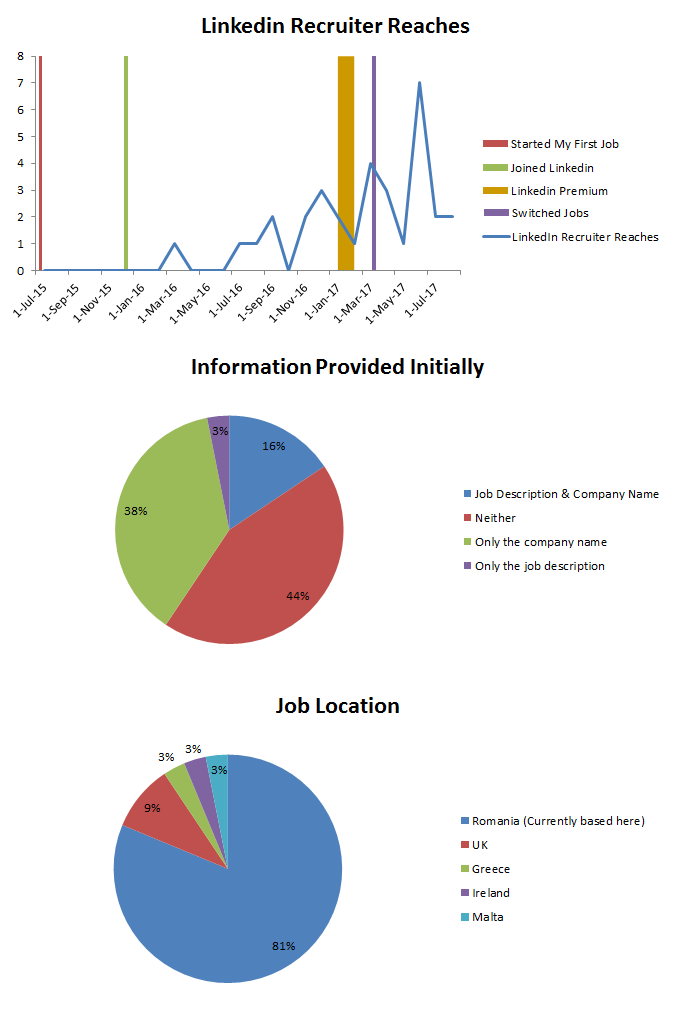 Linkedin Recruiter Reaches
8
7
6
5
4
3
2
1
0
1-Jul-15
1-Sep-15
1-Nov-15
1-Jan-16
1-Mar-16
1-May-16
1-Jul-16
1-Sep-16
1-Nov-16
1-Jan-17
1-Mar-17
1-May-17
1-Jul-17
Started My First Job
Joined Linkedin
Linkedin Premium
Switched Jobs
LinkedIn Recruiter Reaches
Information Provided Initially
3%
16%
38%
44%
Job Description & Company Name
Neither
Only the company name
Only the job description
Job Location
3%
3%
3%
9%
81%
Romania (Currently based here)
UK
Greece
Ireland
Malta